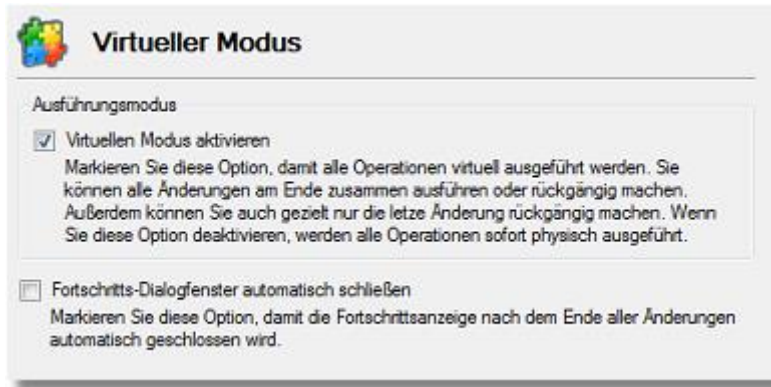 Virtueller Modus
Ausführungsmodus
Virtuellen Modus aktivieren
Markieren Sie diese Option, damit alle Operationen virtuell ausgeführt werden. Sie
können alle Änderungen am Ende zusammen ausführen oder rückgängig machen.
Außerdem können Sie auch gezielt nur die letze Änderung rückgängig machen. Wenn
Sie diese Option deaktivieren, werden alle Operationen sofort physisch ausgeführt.
Fortschritts-Dialogfenster automatisch schließen
Markieren Sie diese Option, damit die Fortschrittsanzeige nach dem Ende aller Änderungen
automatisch geschlossen wird.